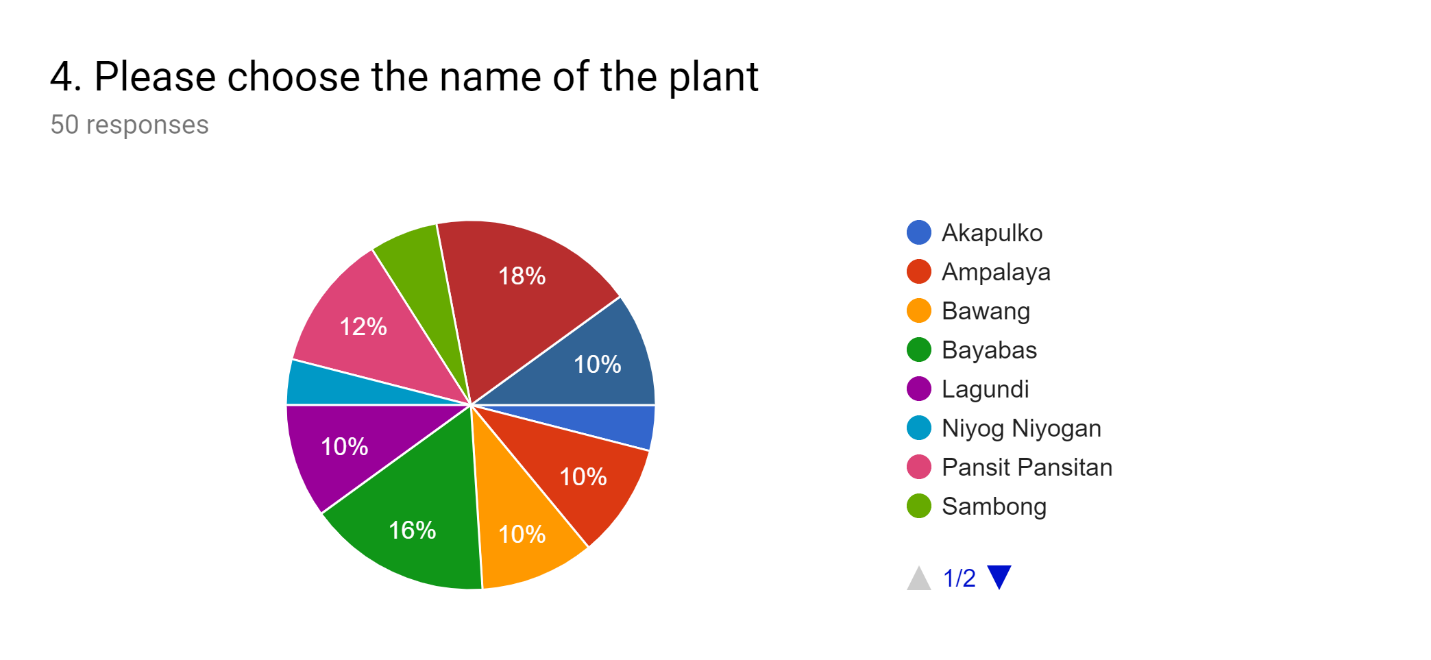 4. Please choose the name of the plant
50 responses
18%
10%
12%
10%
10%
10%
16%
Akapulko
Ampalaya
Bawang
Bayabas
Lagundi
Niyog Niyogan
Pansit Pansitan
Sambong
1/2